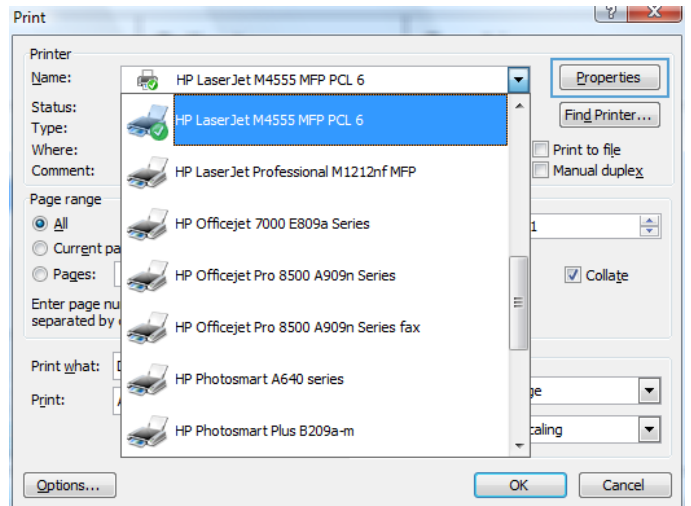 Print
Printer
Name: HP LaserJet M4555 MFP PCL 6 Properties
Status: HP LaserJet M4555 MFP PCL 6 Find Printer...
Type:
Where: Print to file
Comment: HP LaserJet Professional M1212nf MFP Manual duplex
Page range
All HP Officejet 7000 E809a Series 1
Current pa
Pages: HP Officejet Pro 8500 A909n Series Collate
Enter page nu
separated by HP Officejet Pro 8500 A909n Series fax
Print what: HP Photosmart A640 series
Print: HP Photosmart Plus B209a-m
Options... OK Cancel